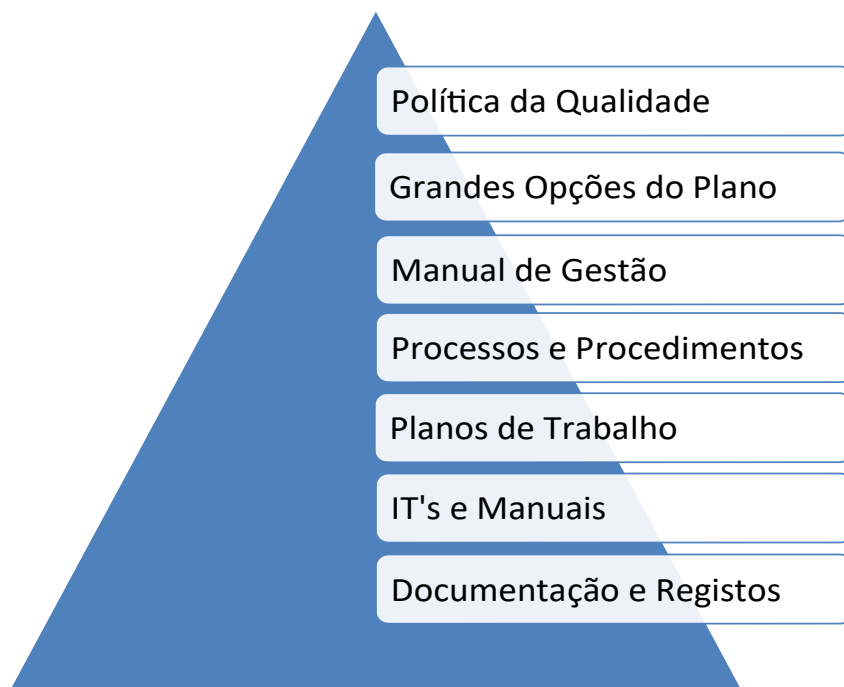 Política da Qualidade
Grandes Opções do Plano
Manual de Gestão
Processos e Procedimentos
Planos de Trabalho
IT's e Manuais
Documentação e Registos